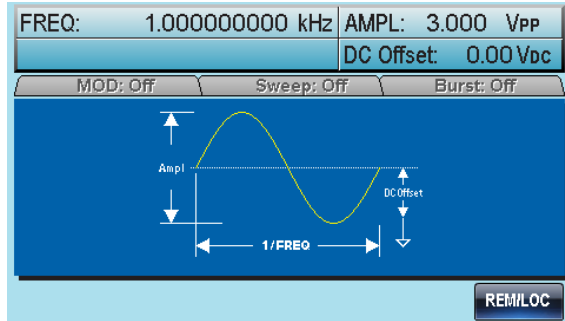 FREQ: 1.000000000 kHz AMPL: 3.000 VPP
DC Offset: 0.00 VDC
MOD: Off Sweep: Off Burst: Off
Ampl
DC Offset
1/FREQ
REM/LOC